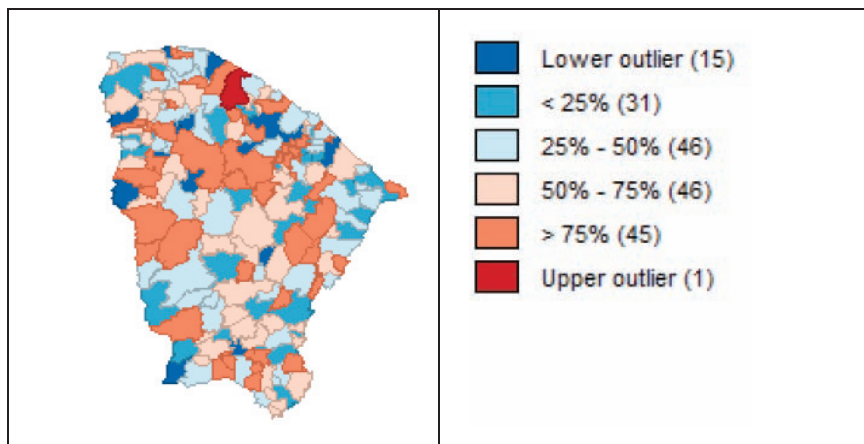 Lower outlier (15)
< 25% (31)
25% - 50% (46)
50% - 75% (46)
> 75% (45)
Upper outlier (1)